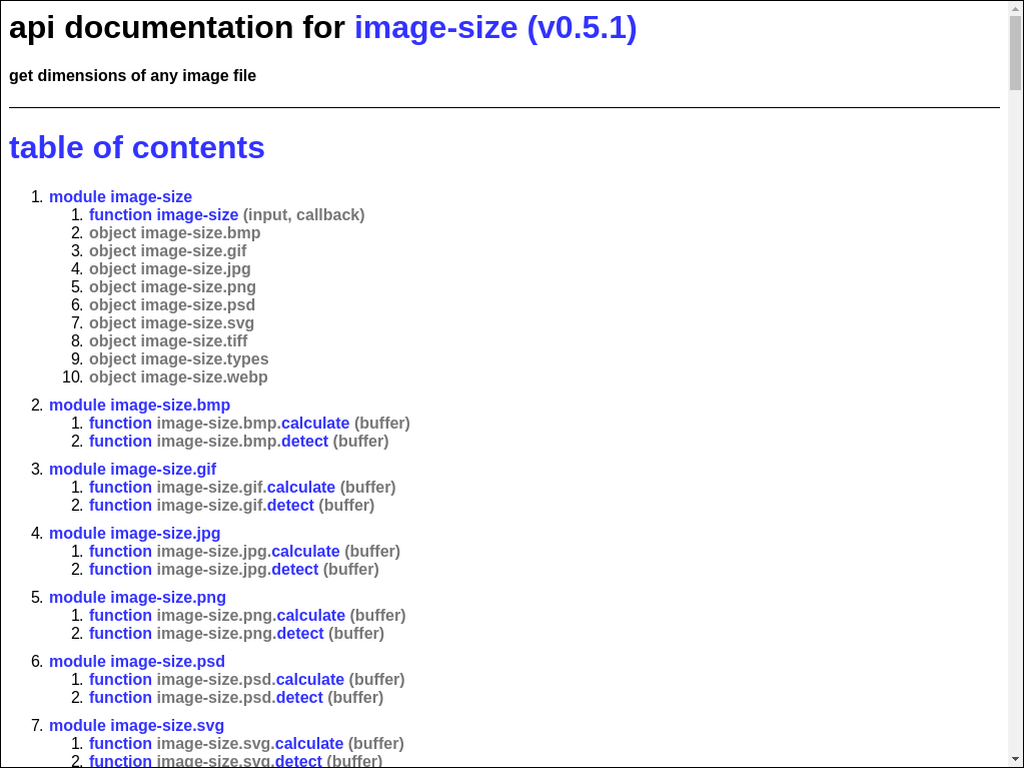 api documentation for image-size (v0.5.1)
get dimensions of any image file
table of contents
1. module image-size
1. function image-size (input, callback)
2. object image-size.bmp
3. object image-size.gif
4. object image-size.jpg
5. object image-size.png
6. object image-size.psd
7. object image-size.svg
8. object image-size.tiff
9. object image-size.types
10. object image-size.webp
2. module image-size.bmp
1. function image-size.bmp.calculate (buffer)
2. function image-size.bmp.detect (buffer)
3. module image-size.gif
1. function image-size.gif.calculate (buffer)
2. function image-size.gif.detect (buffer)
4. module image-size.jpg
1. function image-size.jpg.calculate (buffer)
2. function image-size.jpg.detect (buffer)
5. module image-size.png
1. function image-size.png.calculate (buffer)
2. function image-size.png.detect (buffer)
6. module image-size.psd
1. function image-size.psd.calculate (buffer)
2. function image-size.psd.detect (buffer)
7. module image-size.svg
1. function image-size.svg.calculate (buffer)
2. function image-size.svg.detect (buffer)